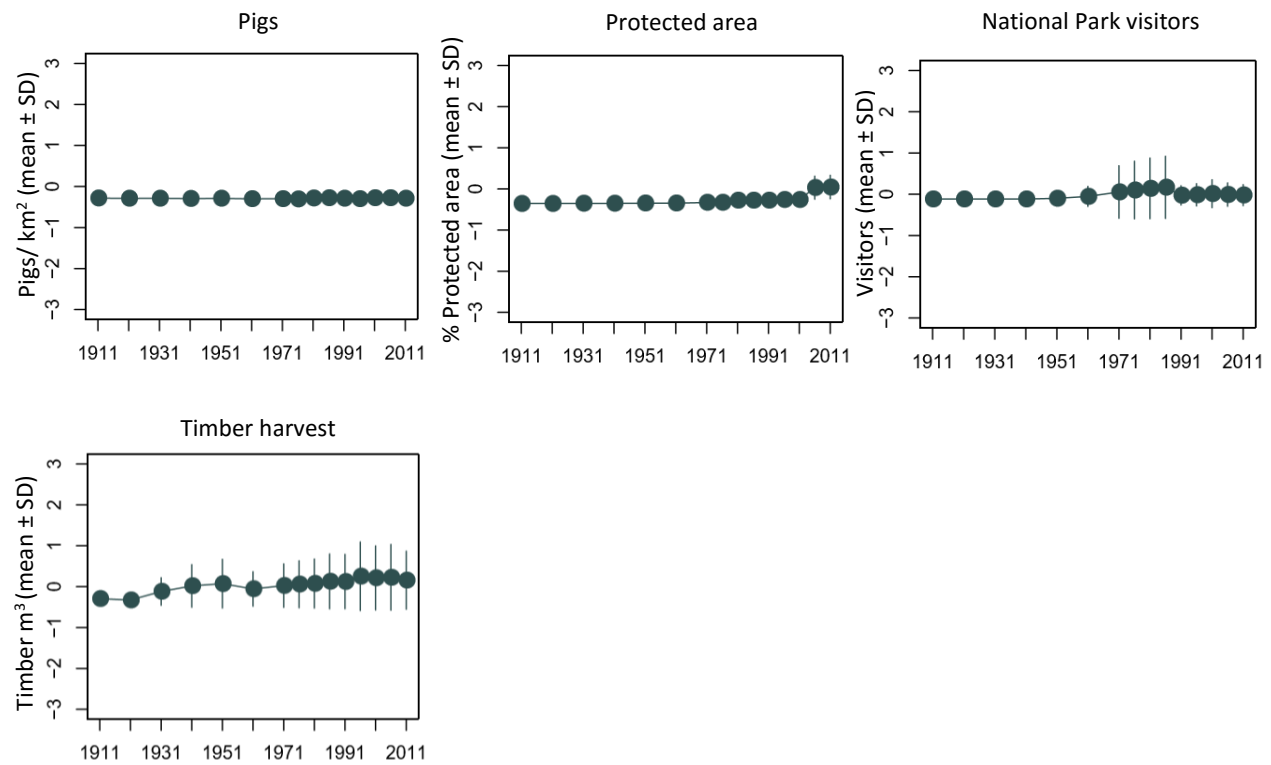 Pigs
Protected area
National Park visitors
Pigs/ km² (mean ± SD)
3
2
1
0
−1
−2
−3
1911 1931 1951 1971 1991 2011
% Protected area (mean ± SD)
3
2
1
0
−1
−2
−3
1911 1931 1951 1971 1991 2011
Visitors (mean ± SD)
3
2
1
0
−1
−2
−3
1911 1931 1951 1971 1991 2011
Timber harvest
Timber m³ (mean ± SD)
3
2
1
0
−1
−2
−3
1911 1931 1951 1971 1991 2011